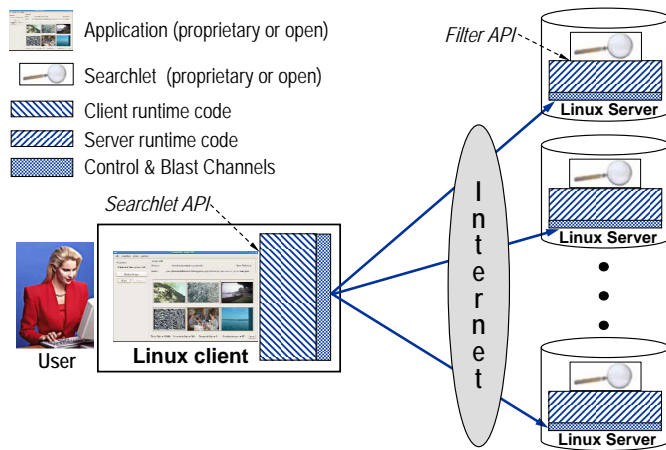 Application (proprietary or open)
Searchlet (proprietary or open)
Client runtime code
Server runtime code
Control & Blast Channels
Searchlet API
User
Linux client
Internet
Filter API
Linux Server
Linux Server
Linux Server